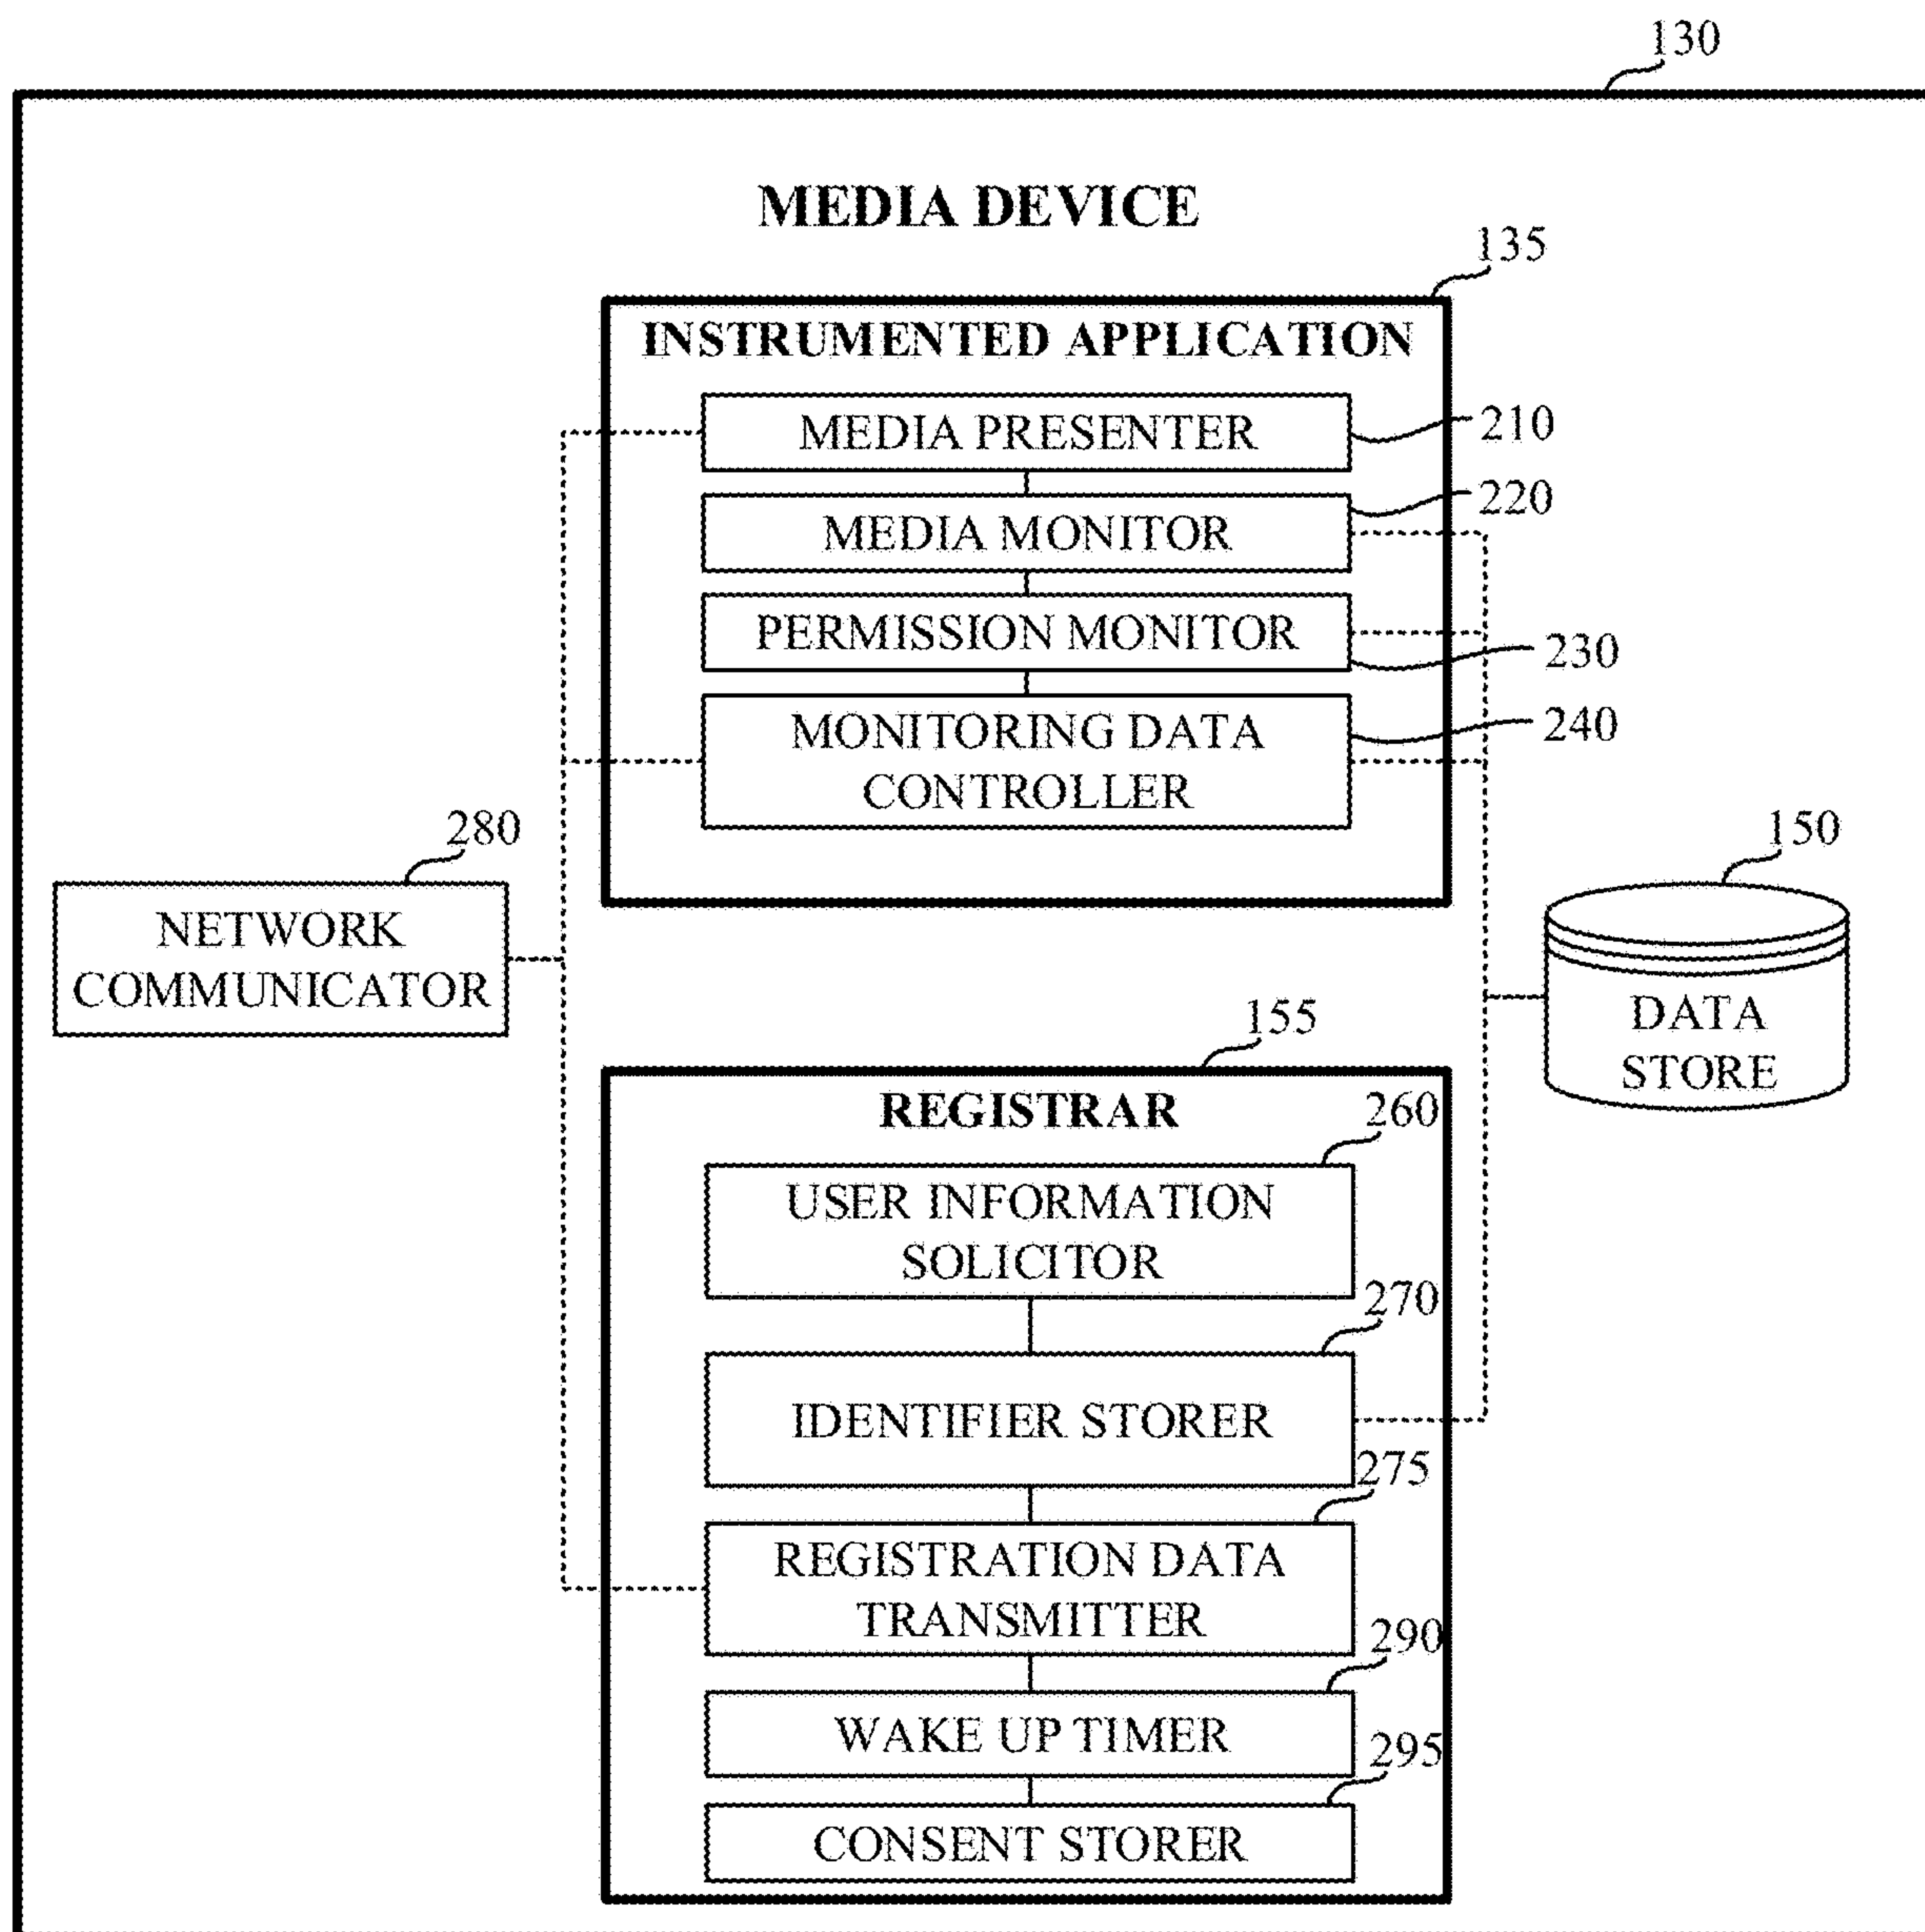 130
MEDIA DEVICE
135
INSTRUMENTED APPLICATION
MEDIA PRESENTER
210
220
MEDIA MONITOR
PERMISSION MONITOR
230
MONITORING DATA
CONTROLLER
240
280
NETWORK
COMMUNICATOR
150
DATA
STORE
155
REGISTRAR
260
USER INFORMATION
SOLICITOR
270
IDENTIFIER STORER
275
REGISTRATION DATA
TRANSMITTER
290
WAKE UP TIMER
295
CONSENT STORER